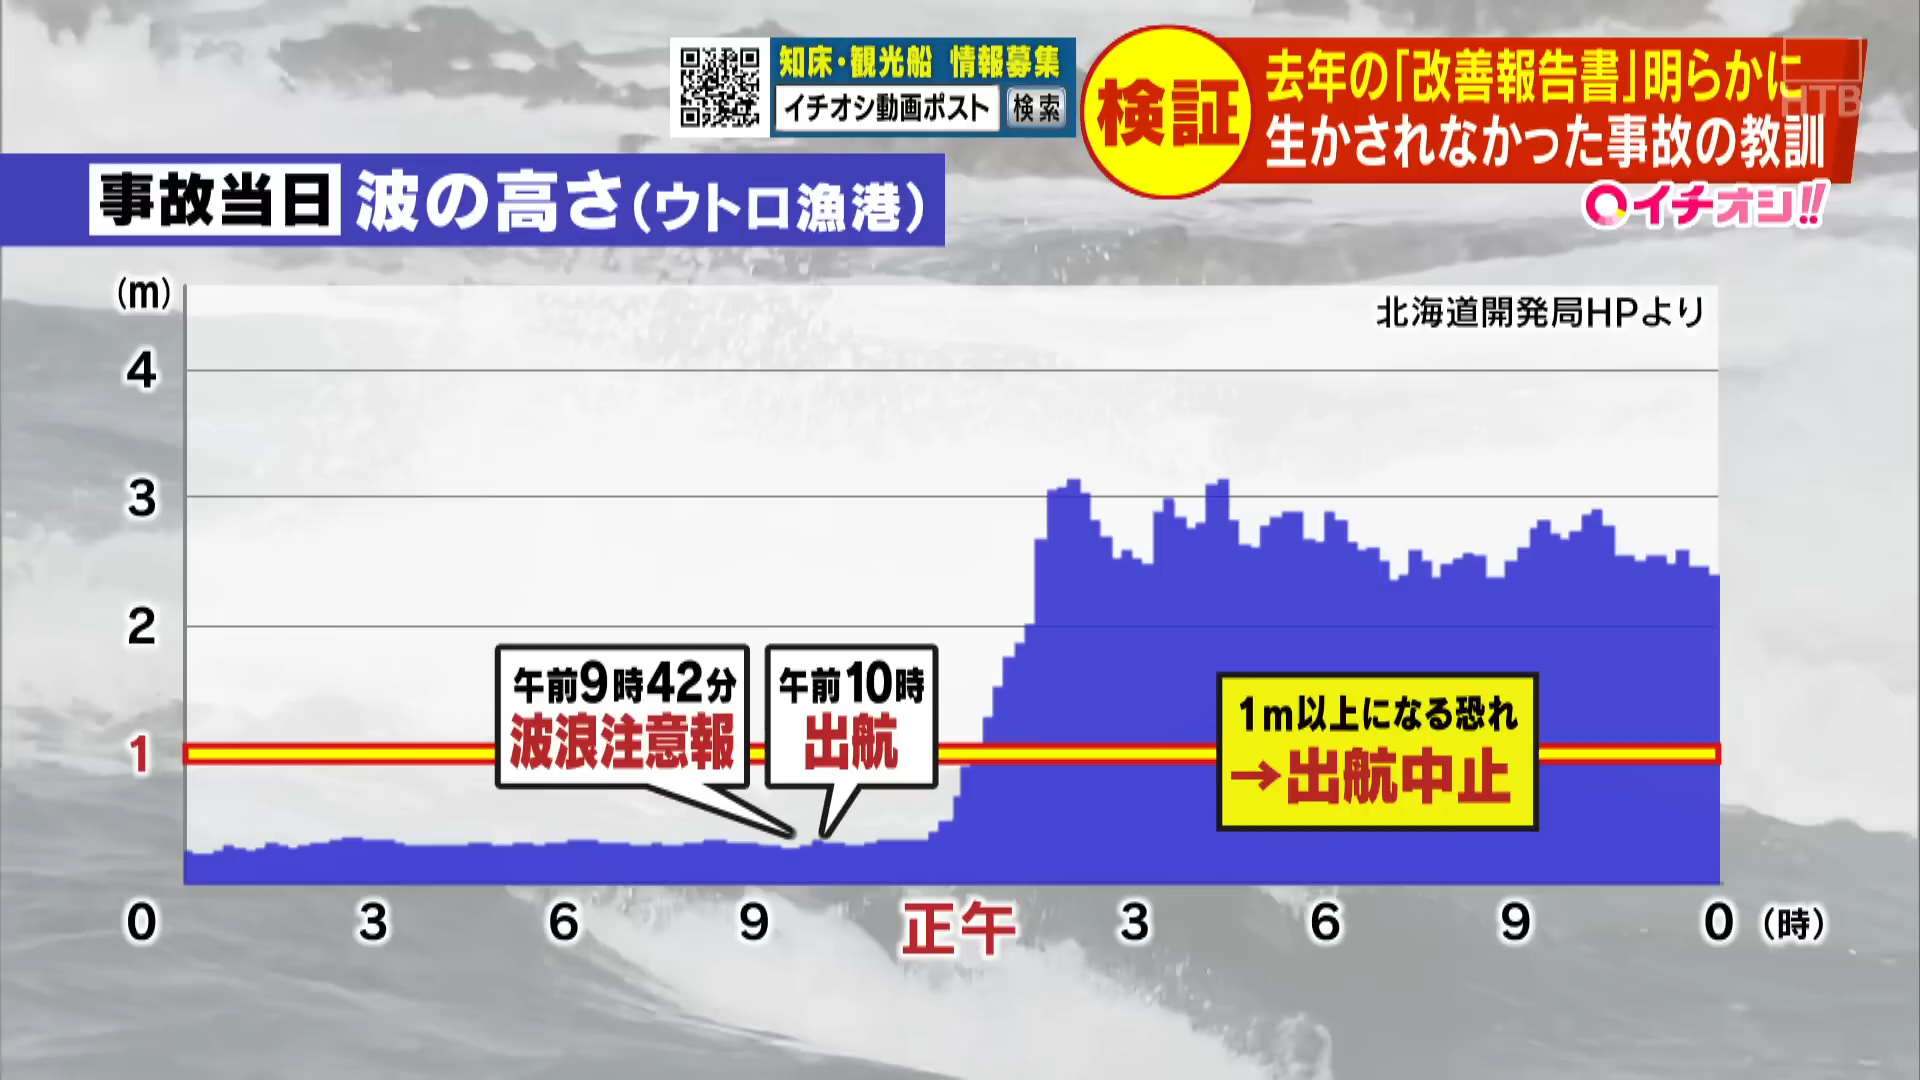 知床・観光船 情報募集
イチオシ動画ポスト 検索
検証
去年の「改善報告書」明らかに
生かされなかった事故の教訓
HTB
イチオシ!!
事故当日 波の高さ(ウトロ漁港)
(m)
北海道開発局HPより
4
3
2
1
午前9時42分
波浪注意報
午前10時
出航
1m以上になる恐れ
→出航中止
0 3 6 9 正午 3 6 9 0 (時)